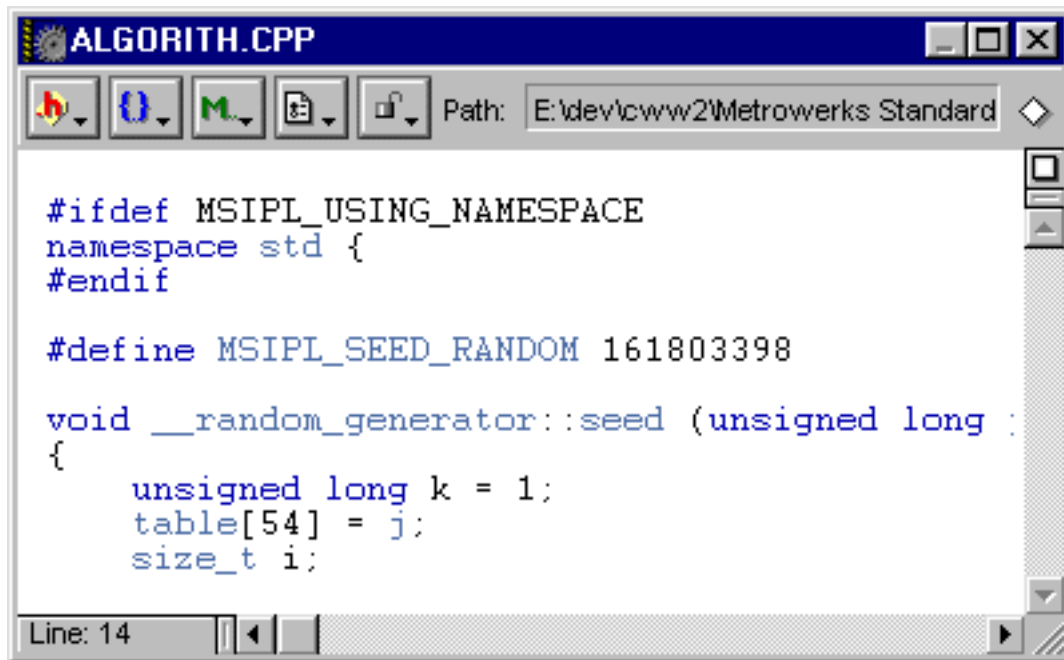 ALGORITH.CPP
h {} M.. Path: E:\dev\cww2\Metrowerks Standard
#ifdef MSIPL_USING_NAMESPACE
namespace std {
#endif
#define MSIPL_SEED_RANDOM 161803398
void __random_generator::seed (unsigned long
{
unsigned long k = 1;
table[54] = j;
size_t i;
Line: 14